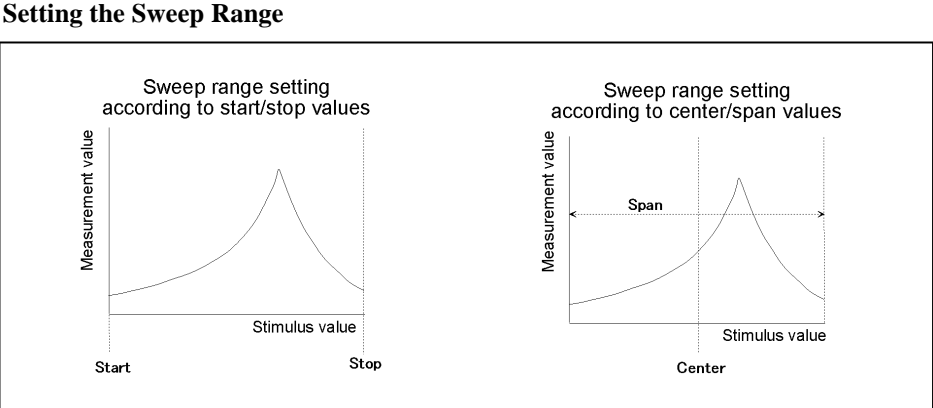 Setting the Sweep Range
Sweep range setting
according to start/stop values
Measurement value
Stimulus value
Start
Stop
Sweep range setting
according to center/span values
Measurement value
Span
Stimulus value
Center